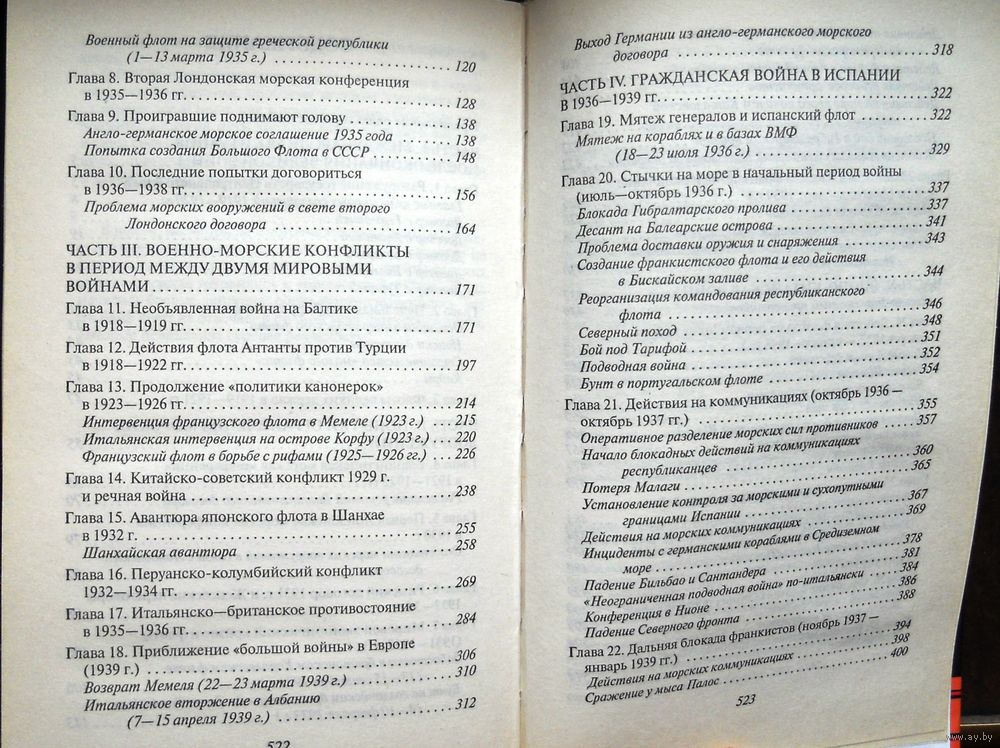 Военный флот на защите греческой республики
(1—13 марта 1935 г.) 120
Глава 8. Вторая Лондонская морская конференция
в 1935—1936 гг. 128
Глава 9. Проигравшие поднимают голову 138
Англо-германское морское соглашение 1935 года 138
Попытка создания Большого Флота в СССР 148
Глава 10. Последние попытки договориться
в 1936—1938 гг. 156
Проблема морских вооружений в свете второго
Лондонского договора 164
ЧАСТЬ III. ВОЕННО-МОРСКИЕ КОНФЛИКТЫ
В ПЕРИОД МЕЖДУ ДВУМЯ МИРОВЫМИ
ВОЙНАМИ 171
Глава 11. Необъявленная война на Балтике
в 1918—1919 гг. 171
Глава 12. Действия флота Антанты против Турции
в 1918—1922 гг. 197
Глава 13. Продолжение «политики канонерок»
в 1923—1926 гг. 214
Интервенция французского флота в Мемеле (1923 г.) 215
Итальянская интервенция на острове Корфу (1923 г.) 220
Французский флот в борьбе с рифами (1925—1926 гг.) 226
Глава 14. Китайско-советский конфликт 1929 г.
и речная война 238
Глава 15. Авантюра японского флота в Шанхае
в 1932 г. 255
Шанхайская авантюра 258
Глава 16. Перуанско-колумбийский конфликт
1932—1934 гг. 269
Глава 17. Итальянско—британское противостояние
в 1935—1936 гг. 284
Глава 18. Приближение «большой войны» в Европе
(1939 г.) 306
Возврат Мемеля (22—23 марта 1939 г.) 310
Итальянское вторжение в Албанию
(7—15 апреля 1939 г.) 312
522
Выход Германии из англо-германского морского
договора 318
ЧАСТЬ IV. ГРАЖДАНСКАЯ ВОЙНА В ИСПАНИИ
В 1936—1939 гг. 322
Глава 19. Мятеж генералов и испанский флот 322
Мятеж на кораблях и в базах ВМФ
(18—23 июля 1936 г.) 329
Глава 20. Стычки на море в начальный период войны
(июль—октябрь 1936 г.) 337
Блокада Гибралтарского пролива 337
Десант на Балеарские острова 341
Проблема доставки оружия и снаряжения 343
Создание франкистского флота и его действия
в Бискайском заливе 344
Реорганизация командования республиканского
флота 346
Северный поход 348
Бой под Тарифой 351
Подводная война 352
Бунт в португальском флоте 354
Глава 21. Действия на коммуникациях (октябрь 1936 —
октябрь 1937 гг.) 355
Оперативное разделение морских сил противников 357
Начало блокадных действий на коммуникациях
республиканцев 360
Потеря Малаги 365
Установление контроля за морскими и сухопутными
границами Испании 367
Действия на морских коммуникациях 369
Инциденты с германскими кораблями в Средиземном
море 378
Падение Бильбао и Сантандера 381
«Неограниченная подводная война» по-итальянски 384
Конференция в Нионе 386
Падение Северного фронта 388
Глава 22. Дальняя блокада франкистов (ноябрь 1937 —
январь 1939 гг.) 394
Действия на морских коммуникациях 398
Сражение у мыса Палос 400
523
www.ay.by